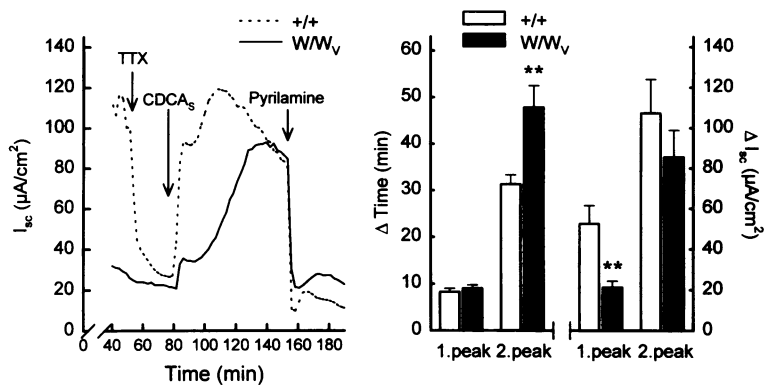 +/+
W/Wv
140
120
100
80
60
40
20
0
Isc (µA/cm²)
TTX
CDCAs
Pyrilamine
0 40 60 80 100 120 140 160 180
Time (min)
+/+
W/Wv
60
50
40
30
20
10
0
Δ Time (min)
**
**
140
120
100
80
60
40
20
0
Δ Isc (µA/cm²)
1.peak 2.peak 1.peak 2.peak